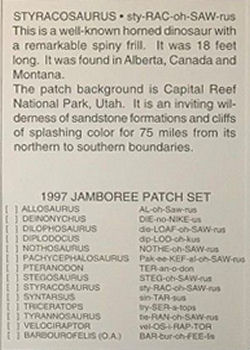 STYRACOSAURUS • sty-RAC-oh-SAW-rus
This is a well-known horned dinosaur with
a remarkable spiny frill. It was 18 feet
long. It was found in Alberta, Canada and
Montana.
The patch background is Capital Reef
National Park, Utah. It is an inviting wil-
derness of sandstone formations and cliffs
of splashing color for 75 miles from its
northern to southern boundaries.
1997 JAMBOREE PATCH SET
[ ] ALLOSAURUS AL-oh-Saw-rus
[ ] DEINONYCHUS DIE-no-NIKE-us
[ ] DILOPHOSAURUS die-LOAF-oh-SAW-rus
[ ] DIPLODOCUS dip-LOD-oh-kus
[ ] NOTHOSAURUS NOTHE-oh-SAW-rus
[ ] PACHYCEPHALOSAURUS Pak-ee-KEF-al-oh-SAW-rus
[ ] PTERANODON TER-an-o-don
[ ] STEGOSAURUS STEG-oh-SAW-rus
[ ] STYRACOSAURUS sty-RAC-oh-SAW-rus
[ ] SYNTARSUS sin-TAR-sus
[ ] TRICERATOPS try-SER-a-tops
[ ] TYRANNOSAURUS tie-RAN-oh-SAW-rus
[ ] VELOCIRAPTOR vel-OS-i-RAP-TOR
[ ] BARBOUROFELIS (O.A.) BAR-bur-oh-FEE-lis